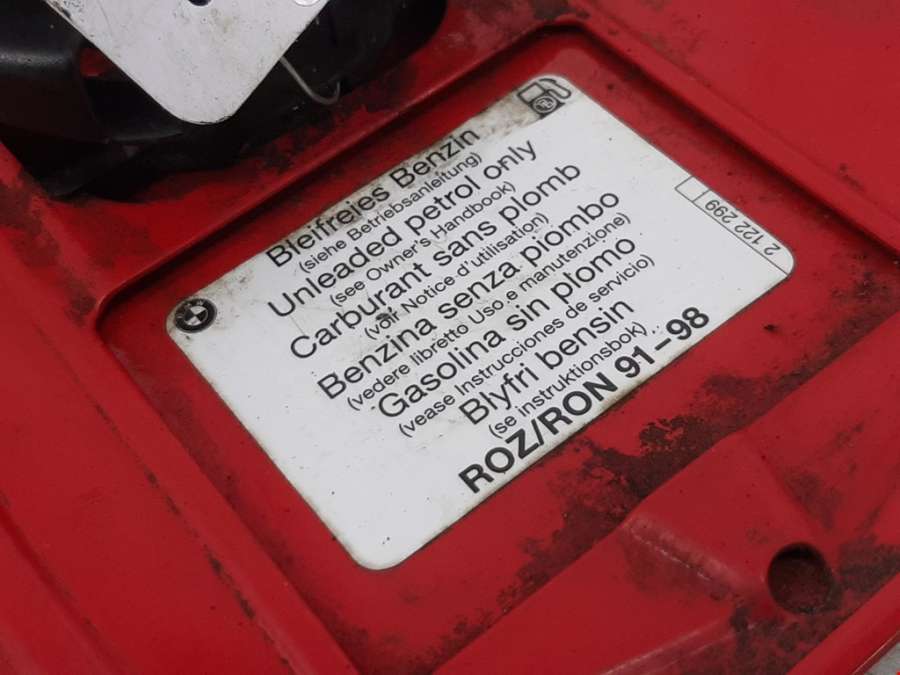 Bleifreies Benzin
(siehe Betriebsanleitung)
Unleaded petrol only
(see Owner's Handbook)
Carburant sans plomb
(voir Notice d'utilisation)
Benzina senza piombo
(vedere libretto Uso e manutenzione)
Gasolina sin plomo
(vease Instrucciones de servicio)
Blyfri bensin
(se instruktionsbok)
ROZ/RON 91-98
2 122 299